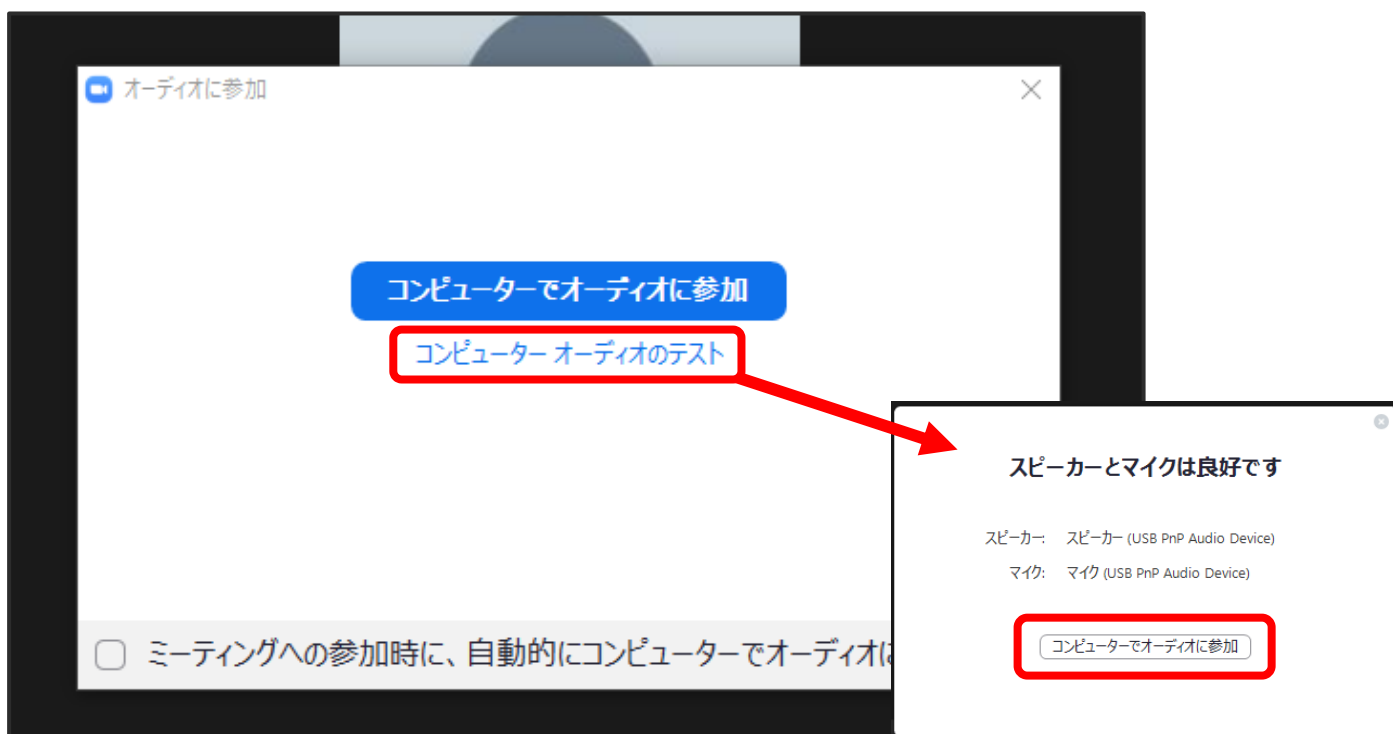 オーディオに参加
コンピューターでオーディオに参加
コンピューター オーディオのテスト
ミーティングへの参加時に、自動的にコンピューターでオーディオに
スピーカーとマイクは良好です
スピーカー: スピーカー (USB PnP Audio Device)
マイク: マイク (USB PnP Audio Device)
コンピューターでオーディオに参加